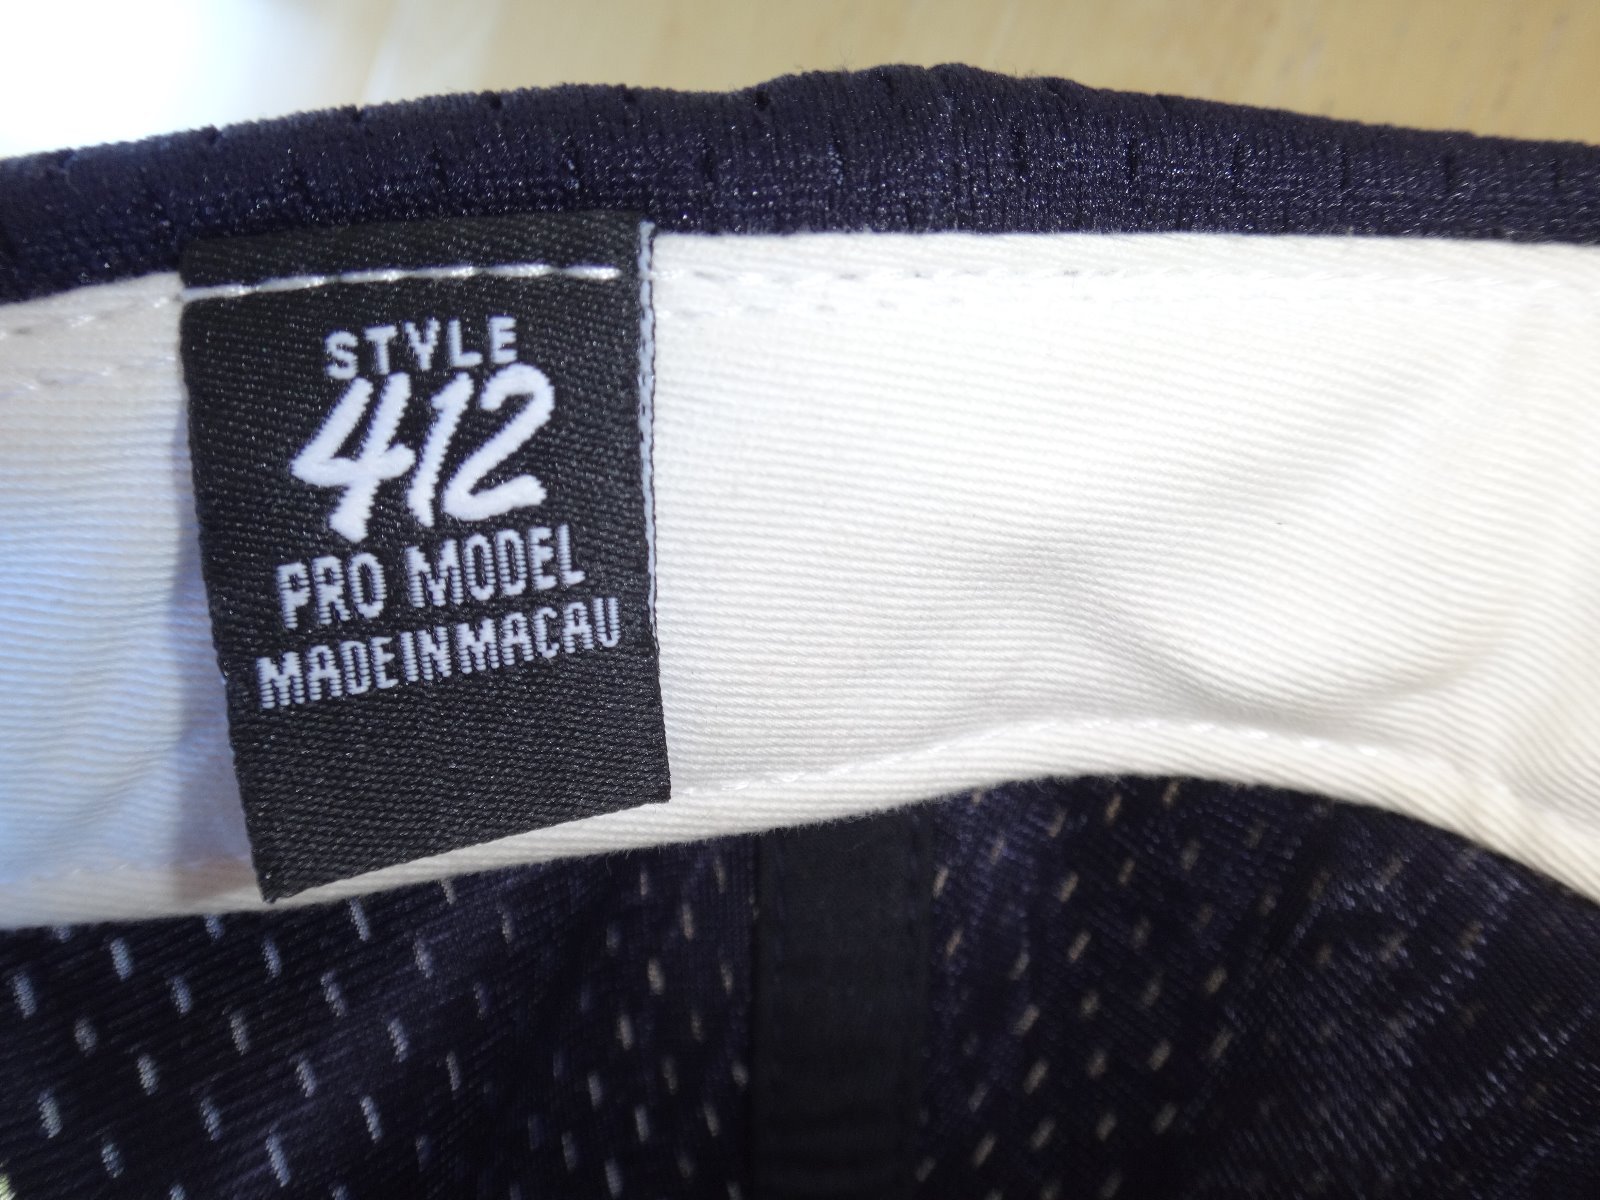 STYLE
412
PRO MODEL
MADE IN MACAU